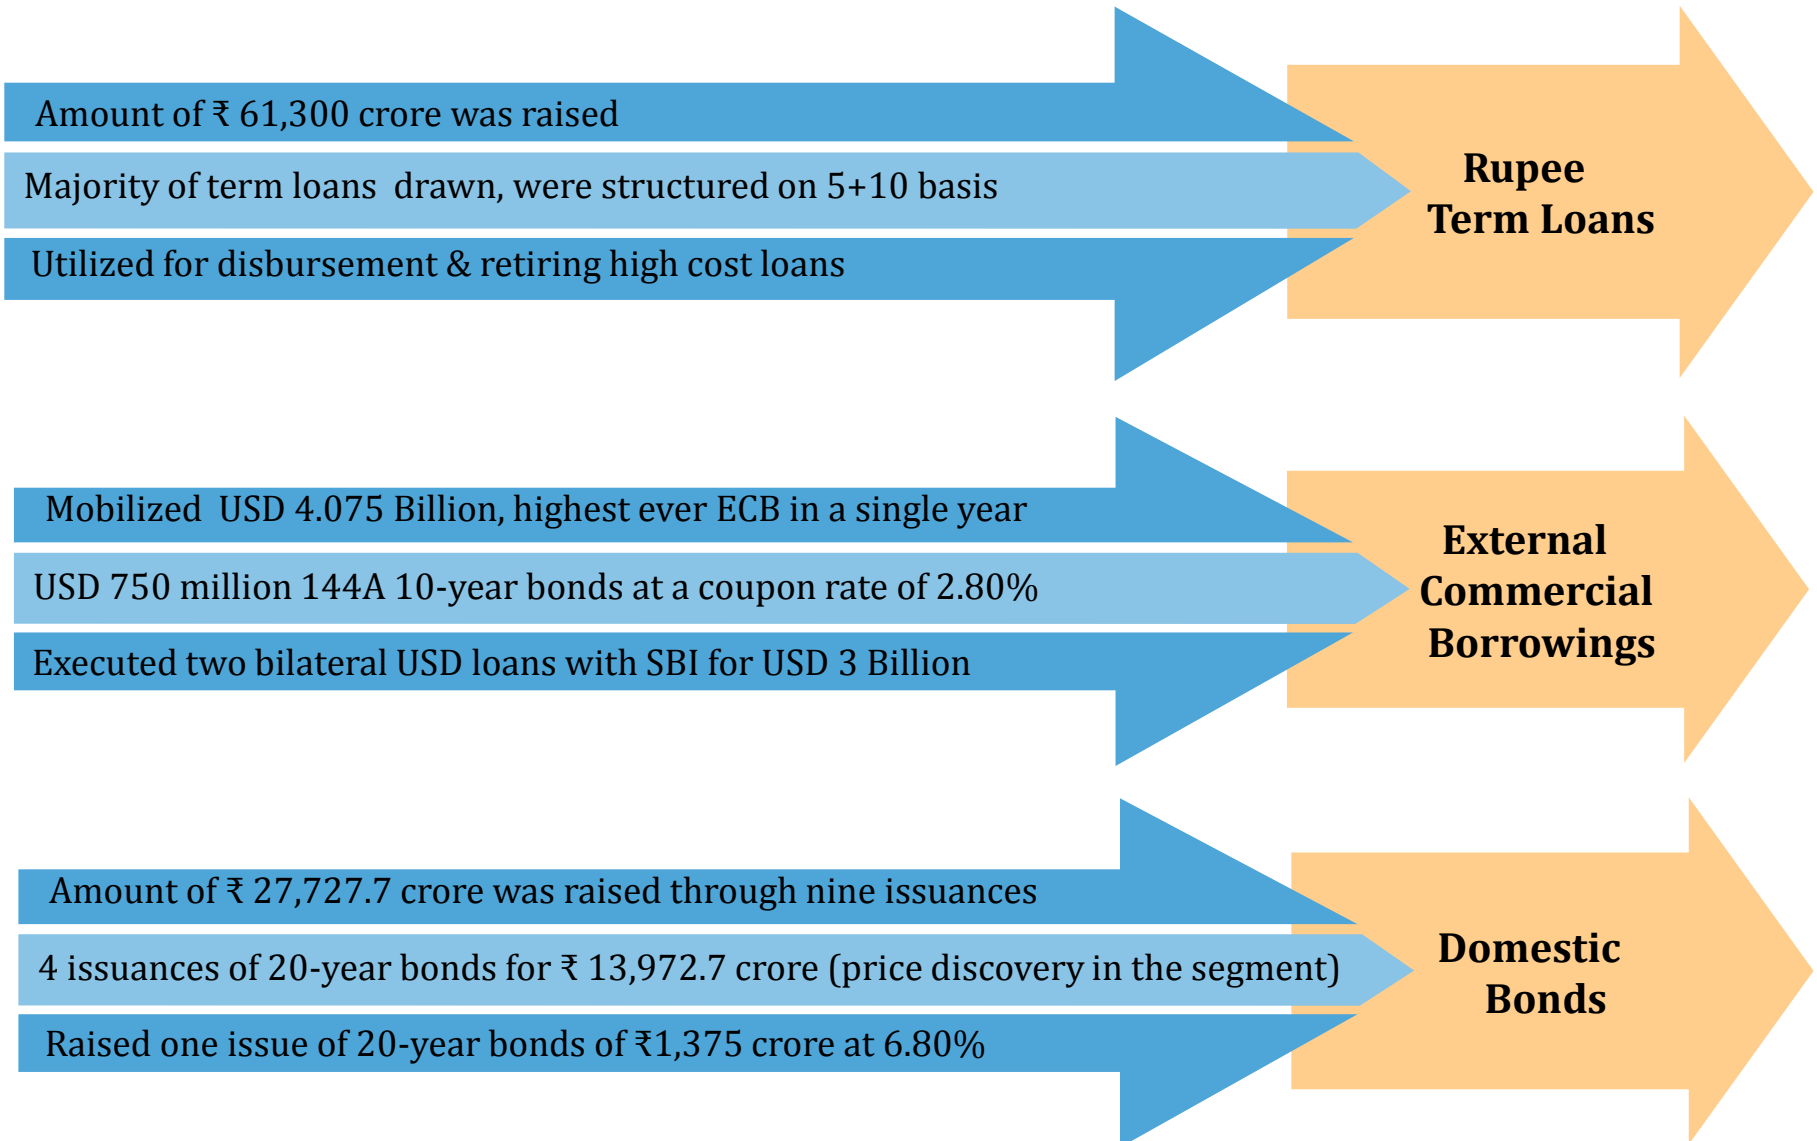 Amount of ₹ 61,300 crore was raised
Majority of term loans drawn, were structured on 5+10 basis
Utilized for disbursement & retiring high cost loans
Rupee
Term Loans
Mobilized USD 4.075 Billion, highest ever ECB in a single year
USD 750 million 144A 10-year bonds at a coupon rate of 2.80%
Executed two bilateral USD loans with SBI for USD 3 Billion
External
Commercial
Borrowings
Amount of ₹ 27,727.7 crore was raised through nine issuances
4 issuances of 20-year bonds for ₹ 13,972.7 crore (price discovery in the segment)
Raised one issue of 20-year bonds of ₹1,375 crore at 6.80%
Domestic
Bonds